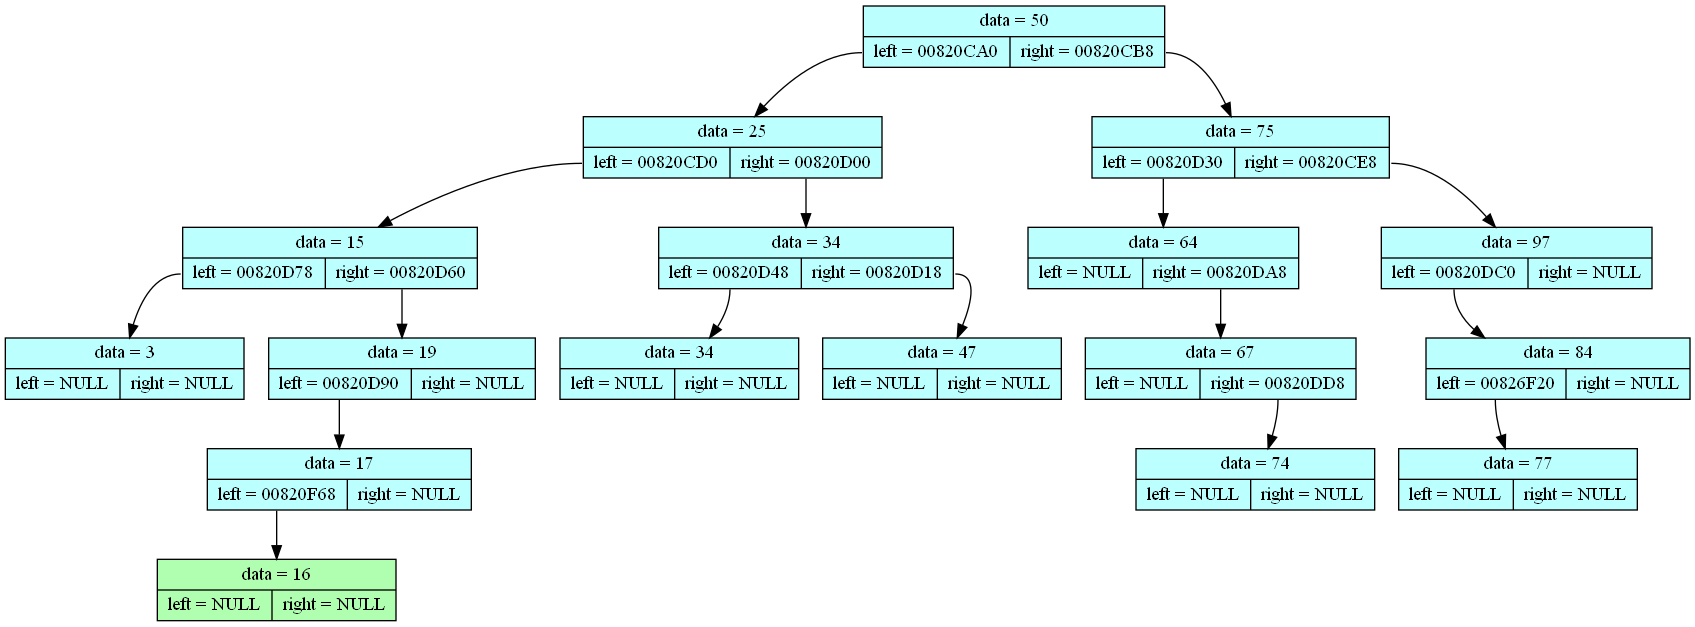 data = 50
left = 00820CA0 right = 00820CB8
data = 25
left = 00820CD0 right = 00820D00
data = 75
left = 00820D30 right = 00820CE8
data = 15
left = 00820D78 right = 00820D60
data = 34
left = 00820D48 right = 00820D18
data = 64
left = NULL right = 00820DA8
data = 97
left = 00820DC0 right = NULL
data = 3
left = NULL right = NULL
data = 19
left = 00820D90 right = NULL
data = 34
left = NULL right = NULL
data = 47
left = NULL right = NULL
data = 67
left = NULL right = 00820DD8
data = 84
left = 00826F20 right = NULL
data = 17
left = 00820F68 right = NULL
data = 74
left = NULL right = NULL
data = 77
left = NULL right = NULL
data = 16
left = NULL right = NULL